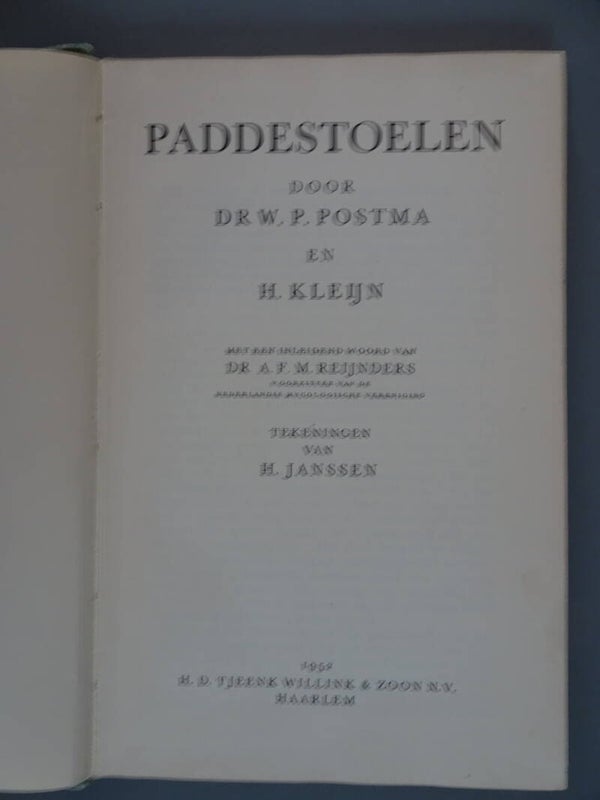 PADDESTOELEN
DOOR
DR W. P. POSTMA
EN
H. KLEIJN
MET EEN INLEIDEND WOORD VAN
DR A. F. M. REIJNDERS
VOORZITTER VAN DE
NEDERLANDSE MYCOLOGISCHE VERENIGING
TEKENINGEN
VAN
H. JANSSEN
1952
H. D. TJEENK WILLINK & ZOON N.V.
HAARLEM